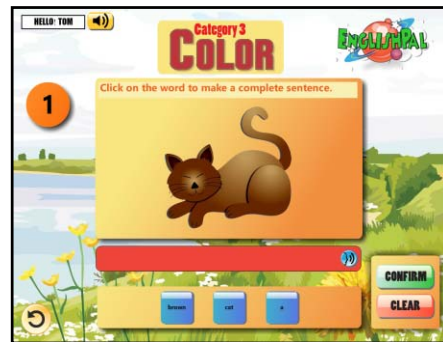 HELLO: TOM
Category 3
COLOR
ENGLISHPAL
Click on the word to make a complete sentence.
1
brown cat a
CONFIRM
CLEAR